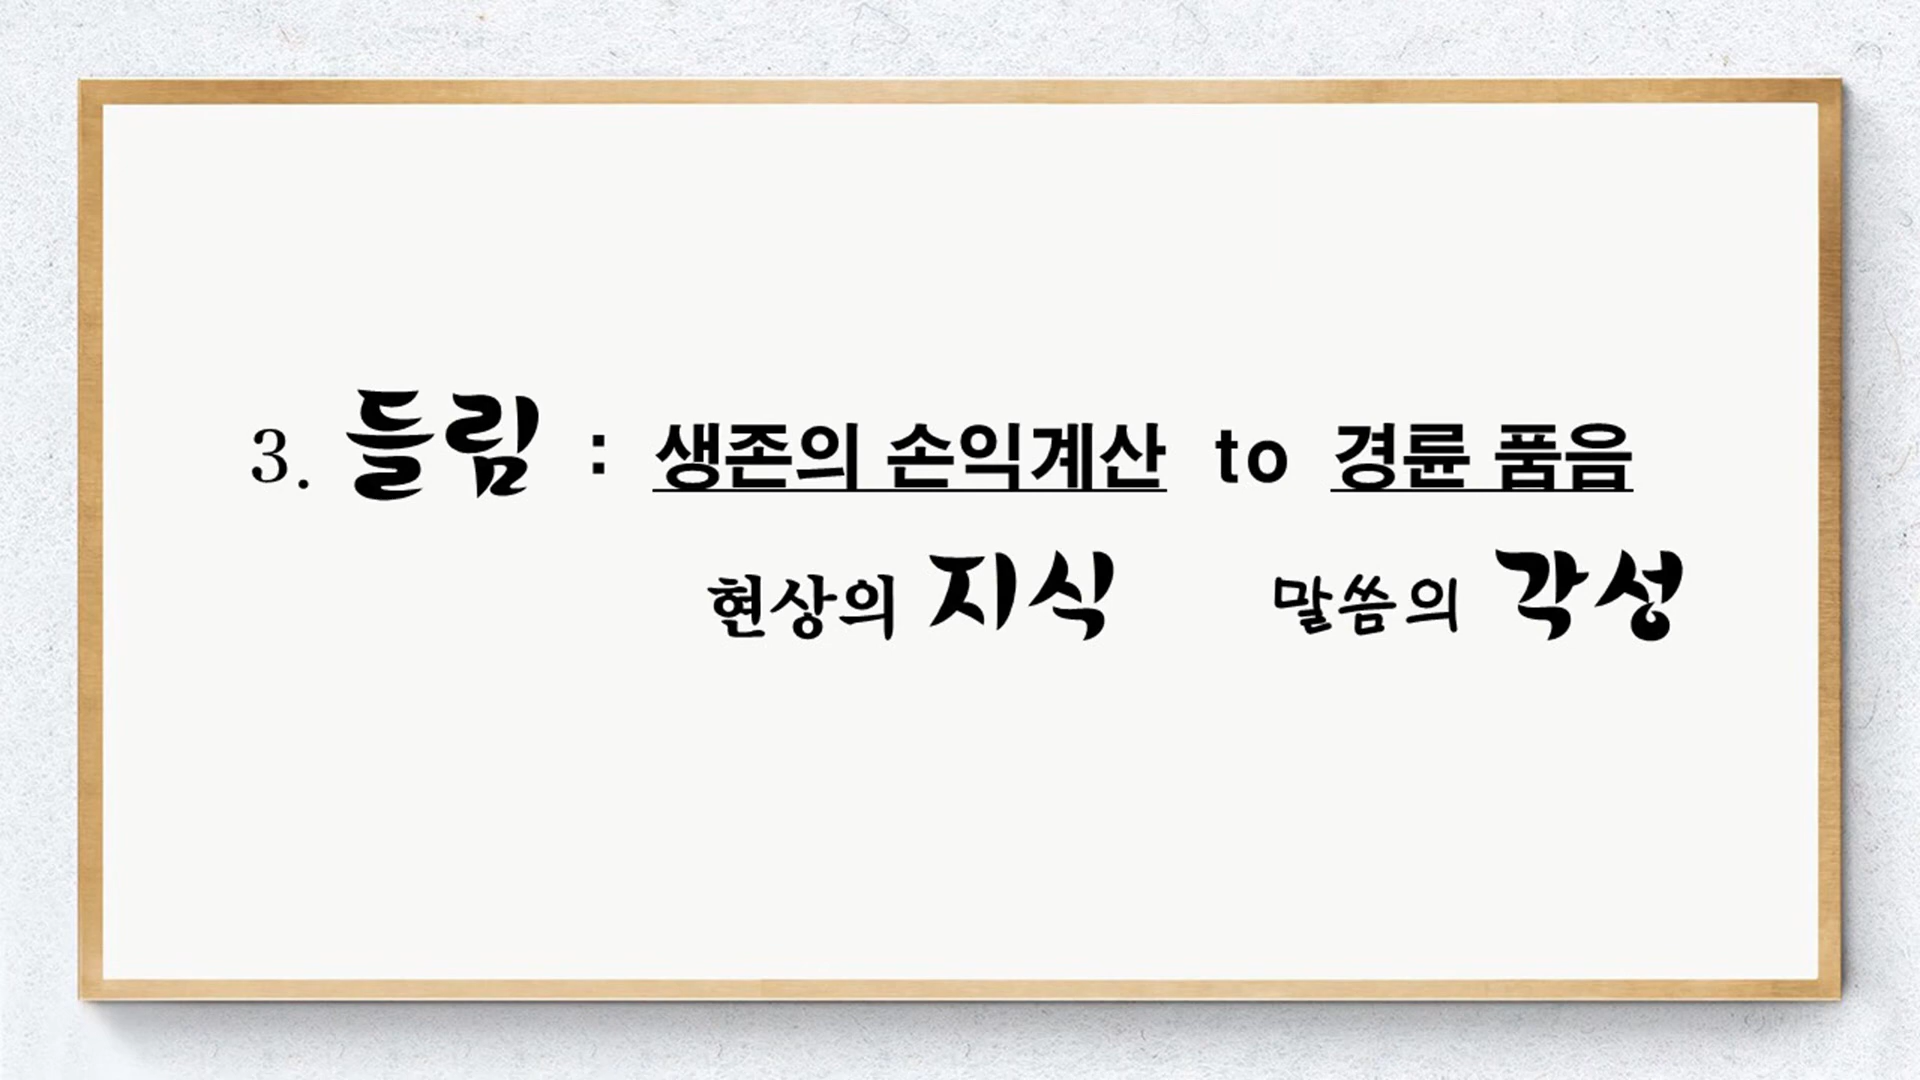 3. 들림 : 생존의 손익계산 to 경륜 품음
현상의 지식 말씀의 각성